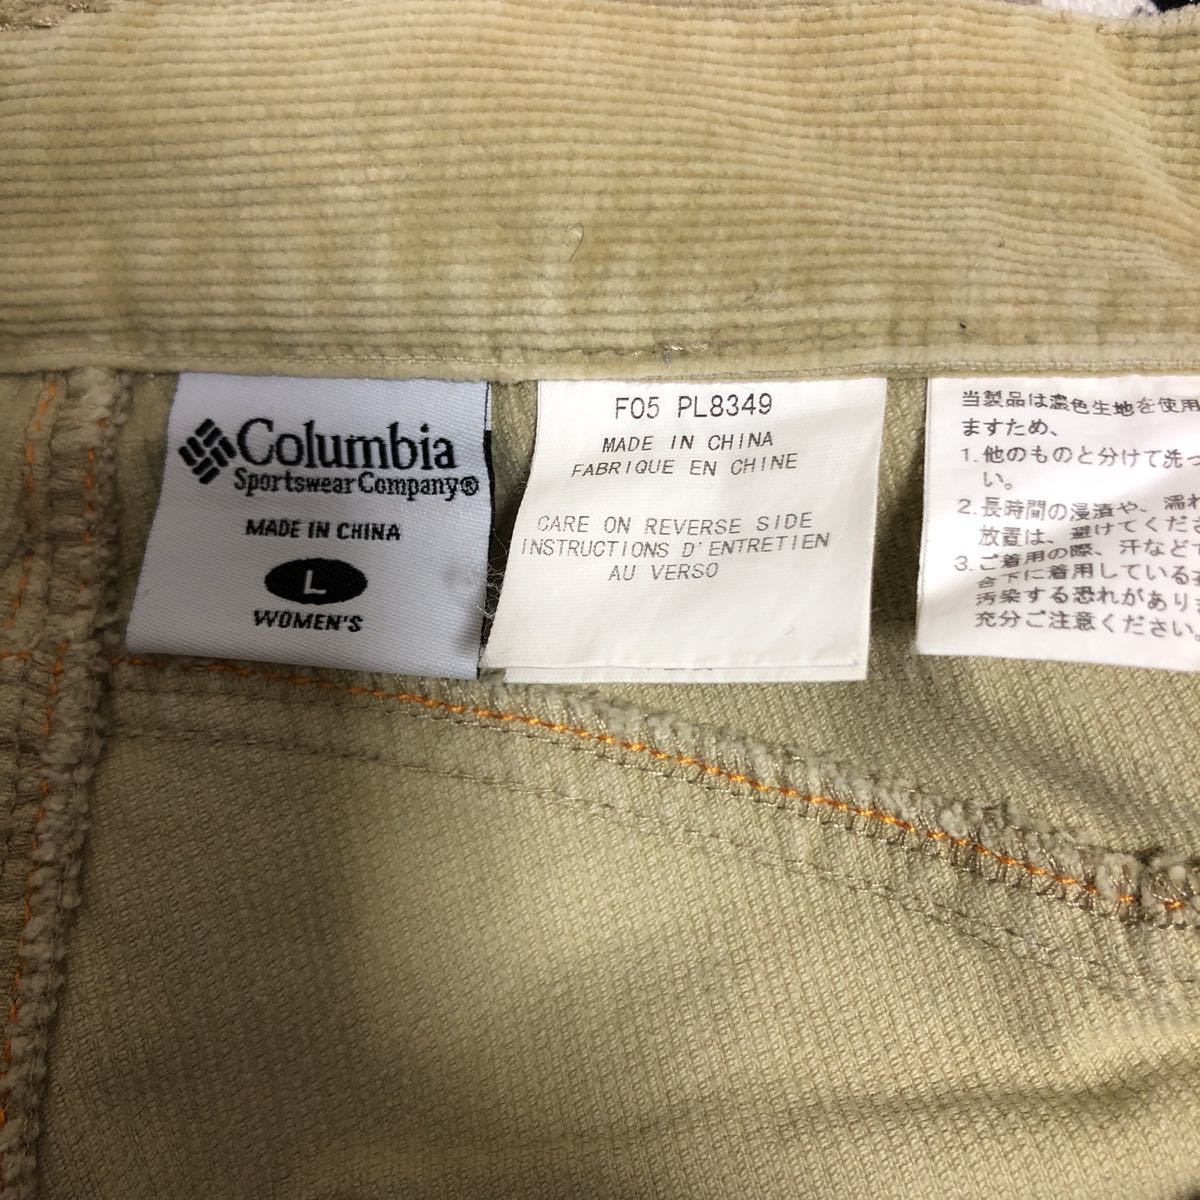 Columbia
Sportswear Company®
MADE IN CHINA
L
WOMEN'S
F05 PL8349
MADE IN CHINA
FABRIQUE EN CHINE
CARE ON REVERSE SIDE
INSTRUCTIONS D'ENTRETIEN
AU VERSO
当製品は濃色生地を使用
ますため、
1. 他のものと分けて洗っ
い。
2. 長時間の浸漬や、濡れ
放置は、避けてくださ
3. ご着用の際、汗などで
合下に着用している
汚染する恐れがあります
充分ご注意ください。